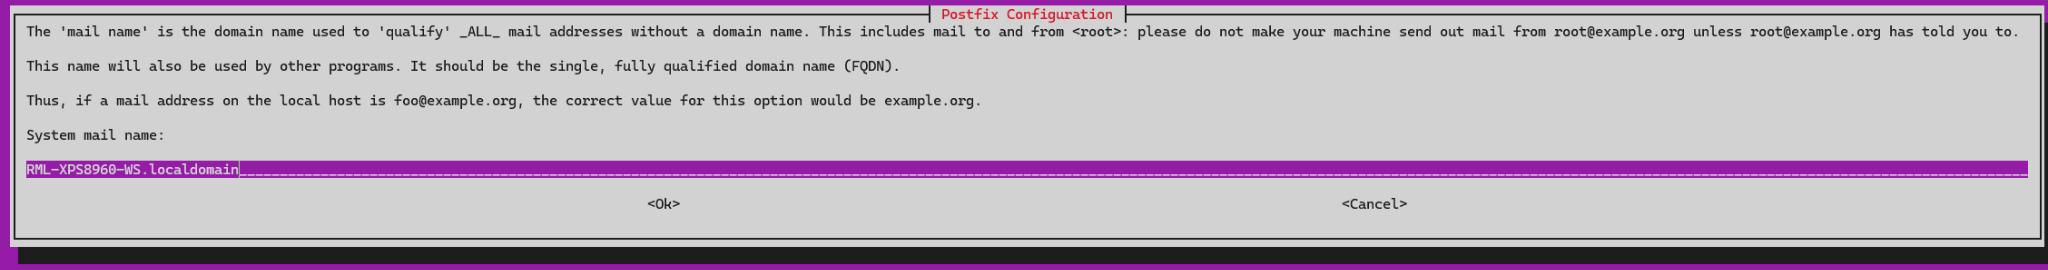 Postfix Configuration
The 'mail name' is the domain name used to 'qualify' _ALL_ mail addresses without a domain name. This includes mail to and from <root>: please do not make your machine send out mail from root@example.org unless root@example.org has told you to.
This name will also be used by other programs. It should be the single, fully qualified domain name (FQDN).
Thus, if a mail address on the local host is foo@example.org, the correct value for this option would be example.org.
System mail name:
RML-XPS8960-WS.localdomain
<Ok> <Cancel>